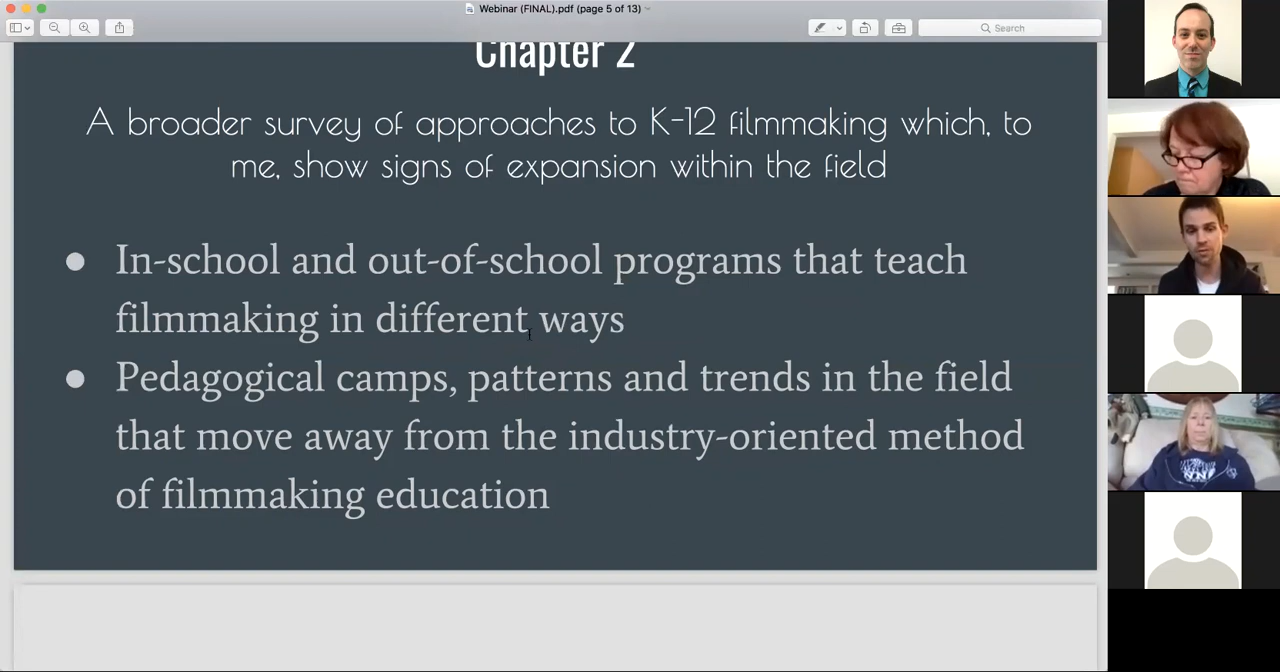 Webinar (FINAL).pdf (page 5 of 13)
Search
Chapter 2
A broader survey of approaches to K-12 filmmaking which, to
me, show signs of expansion within the field
● In-school and out-of-school programs that teach
filmmaking in different ways
● Pedagogical camps, patterns and trends in the field
that move away from the industry-oriented method
of filmmaking education